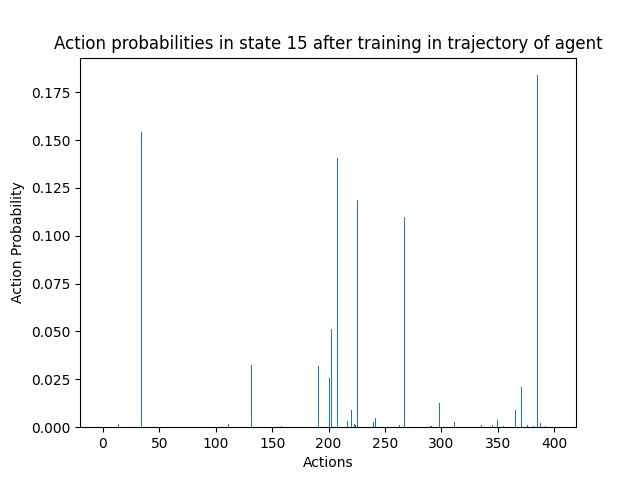 Action probabilities in state 15 after training in trajectory of agent
0.175
0.150
0.125
0.100
0.075
0.050
0.025
0.000
Action Probability
0 50 100 150 200 250 300 350 400
Actions